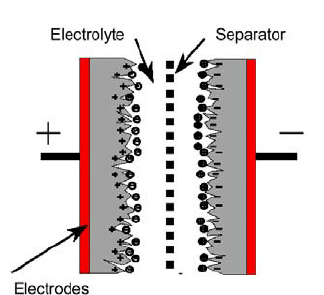 Electrolyte
Separator
+
−
Electrodes